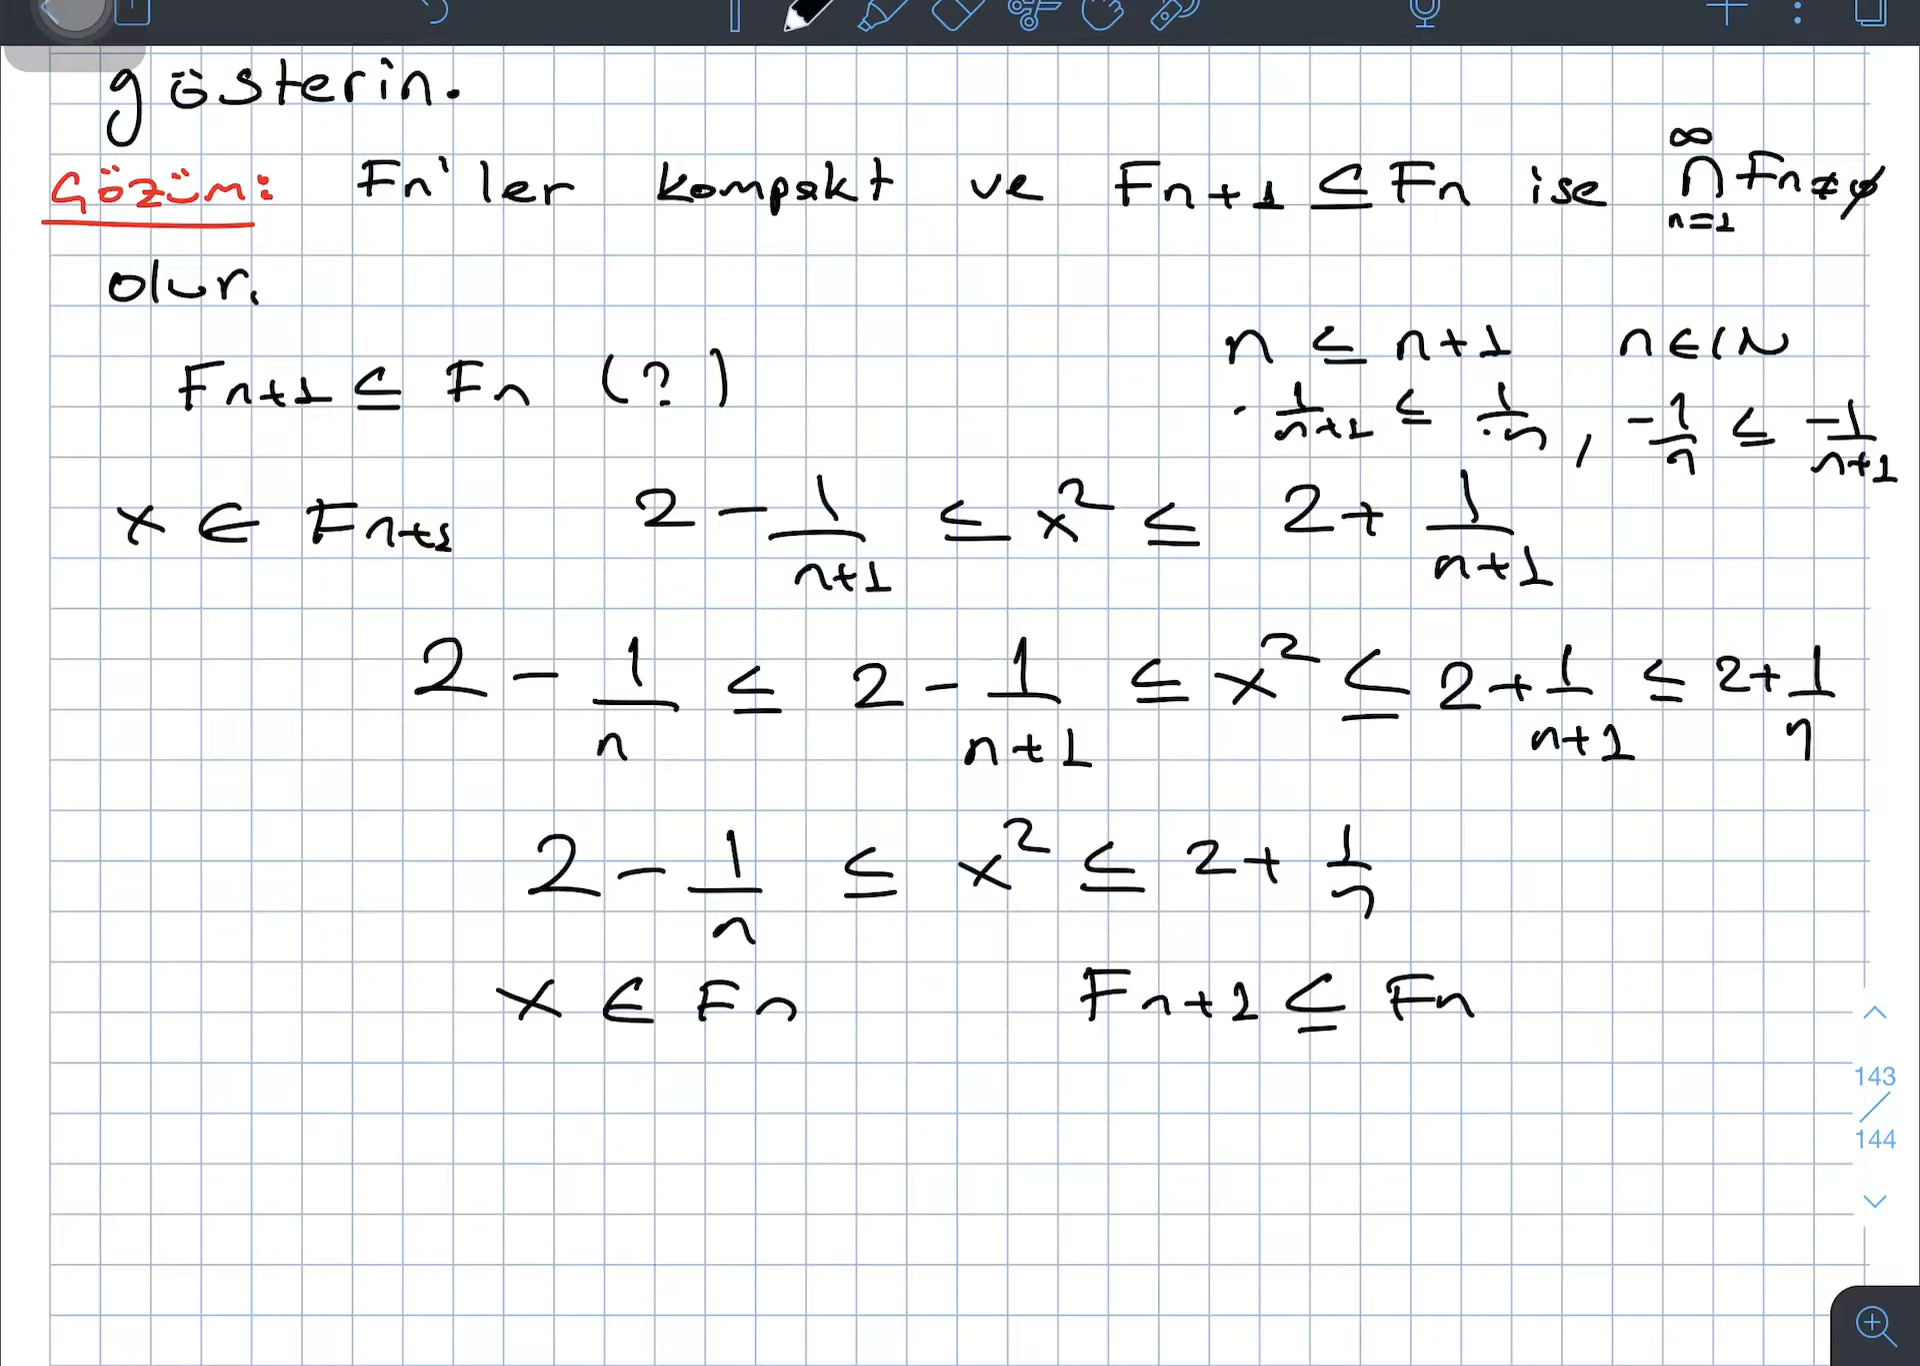 gösterin.
Çözüm: Fn'ler kompakt ve Fn+1 ⊆ Fn ise ∞ ∩ n=1 Fn ≠ ∅
olur.
n ≤ n+1 n∈IN
Fn+1 ⊆ Fn (?)
1/n+1 ≤ 1/n , -1/n ≤ -1/n+1
x ∈ Fn+1 2 - 1/n+1 ≤ x² ≤ 2 + 1/n+1
2 - 1/n ≤ 2 - 1/n+1 ≤ x² ≤ 2 + 1/n+1 ≤ 2 + 1/n
2 - 1/n ≤ x² ≤ 2 + 1/n
x ∈ Fn Fn+1 ⊆ Fn
143
/
144